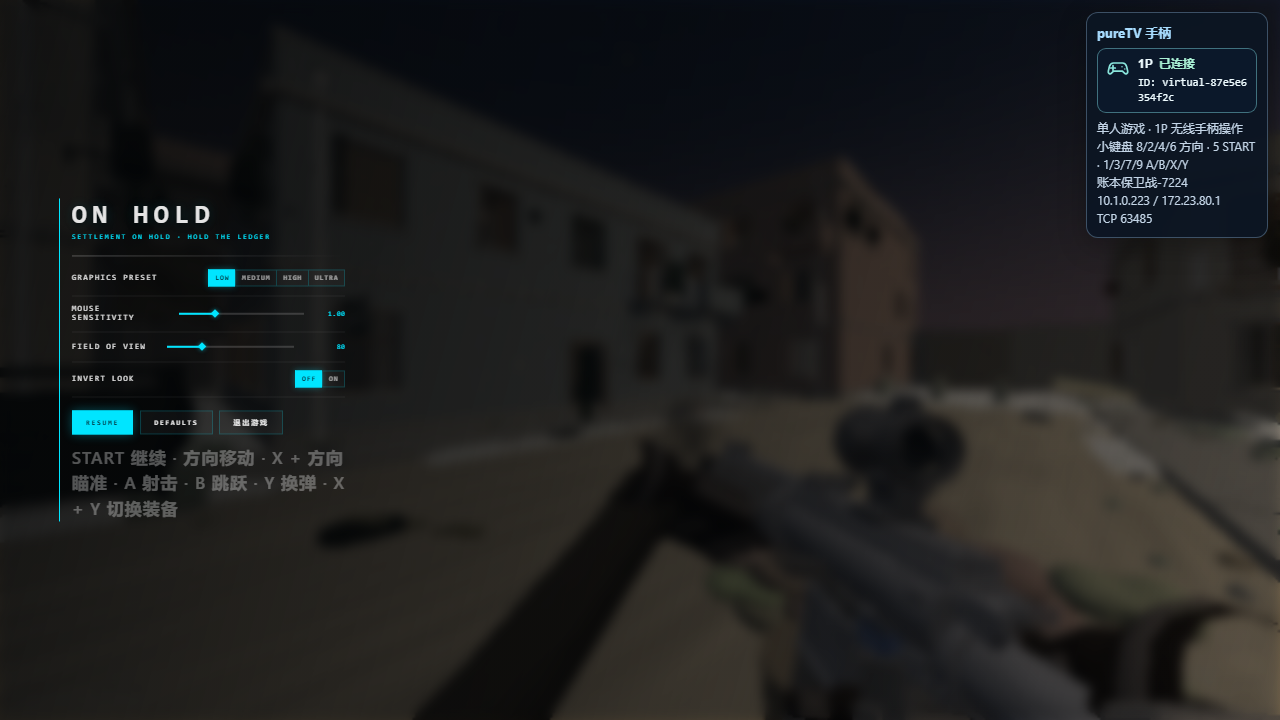 pureTV 手柄
1P 已连接
ID: virtual-87e5e6
354f2c
单人游戏 · 1P 无线手柄操作
小键盘 8/2/4/6 方向 · 5 START
· 1/3/7/9 A/B/X/Y
账本保卫战-7224
10.1.0.223 / 172.23.80.1
TCP 63485
ON HOLD
SETTLEMENT ON HOLD · HOLD THE LEDGER
GRAPHICS PRESET LOW MEDIUM HIGH ULTRA
MOUSE
SENSITIVITY 1.00
FIELD OF VIEW 80
INVERT LOOK OFF ON
RESUME DEFAULTS 退出游戏
START 继续 · 方向移动 · X + 方向
瞄准 · A 射击 · B 跳跃 · Y 换弹 · X
+ Y 切换装备